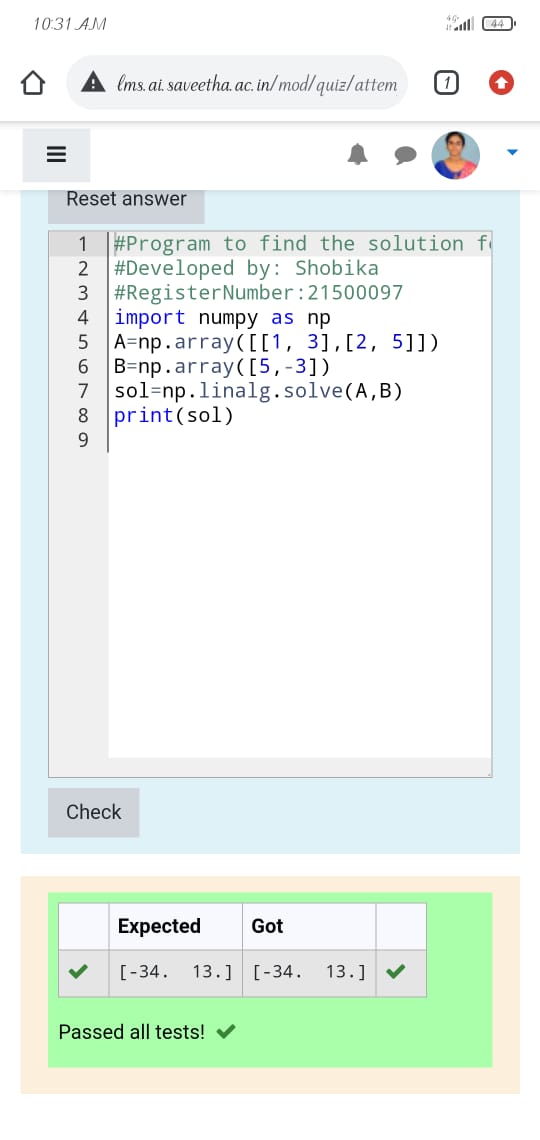 10:31 AM
4G 44
lms.ai.saveetha.ac.in/mod/quiz/attem
1
Reset answer
1 #Program to find the solution f
2 #Developed by: Shobika
3 #RegisterNumber:21500097
4 import numpy as np
5 A=np.array([[1, 3],[2, 5]])
6 B=np.array([5,-3])
7 sol=np.linalg.solve(A,B)
8 print(sol)
9
Check
Expected Got
[-34.  13.] [-34.  13.]
Passed all tests!